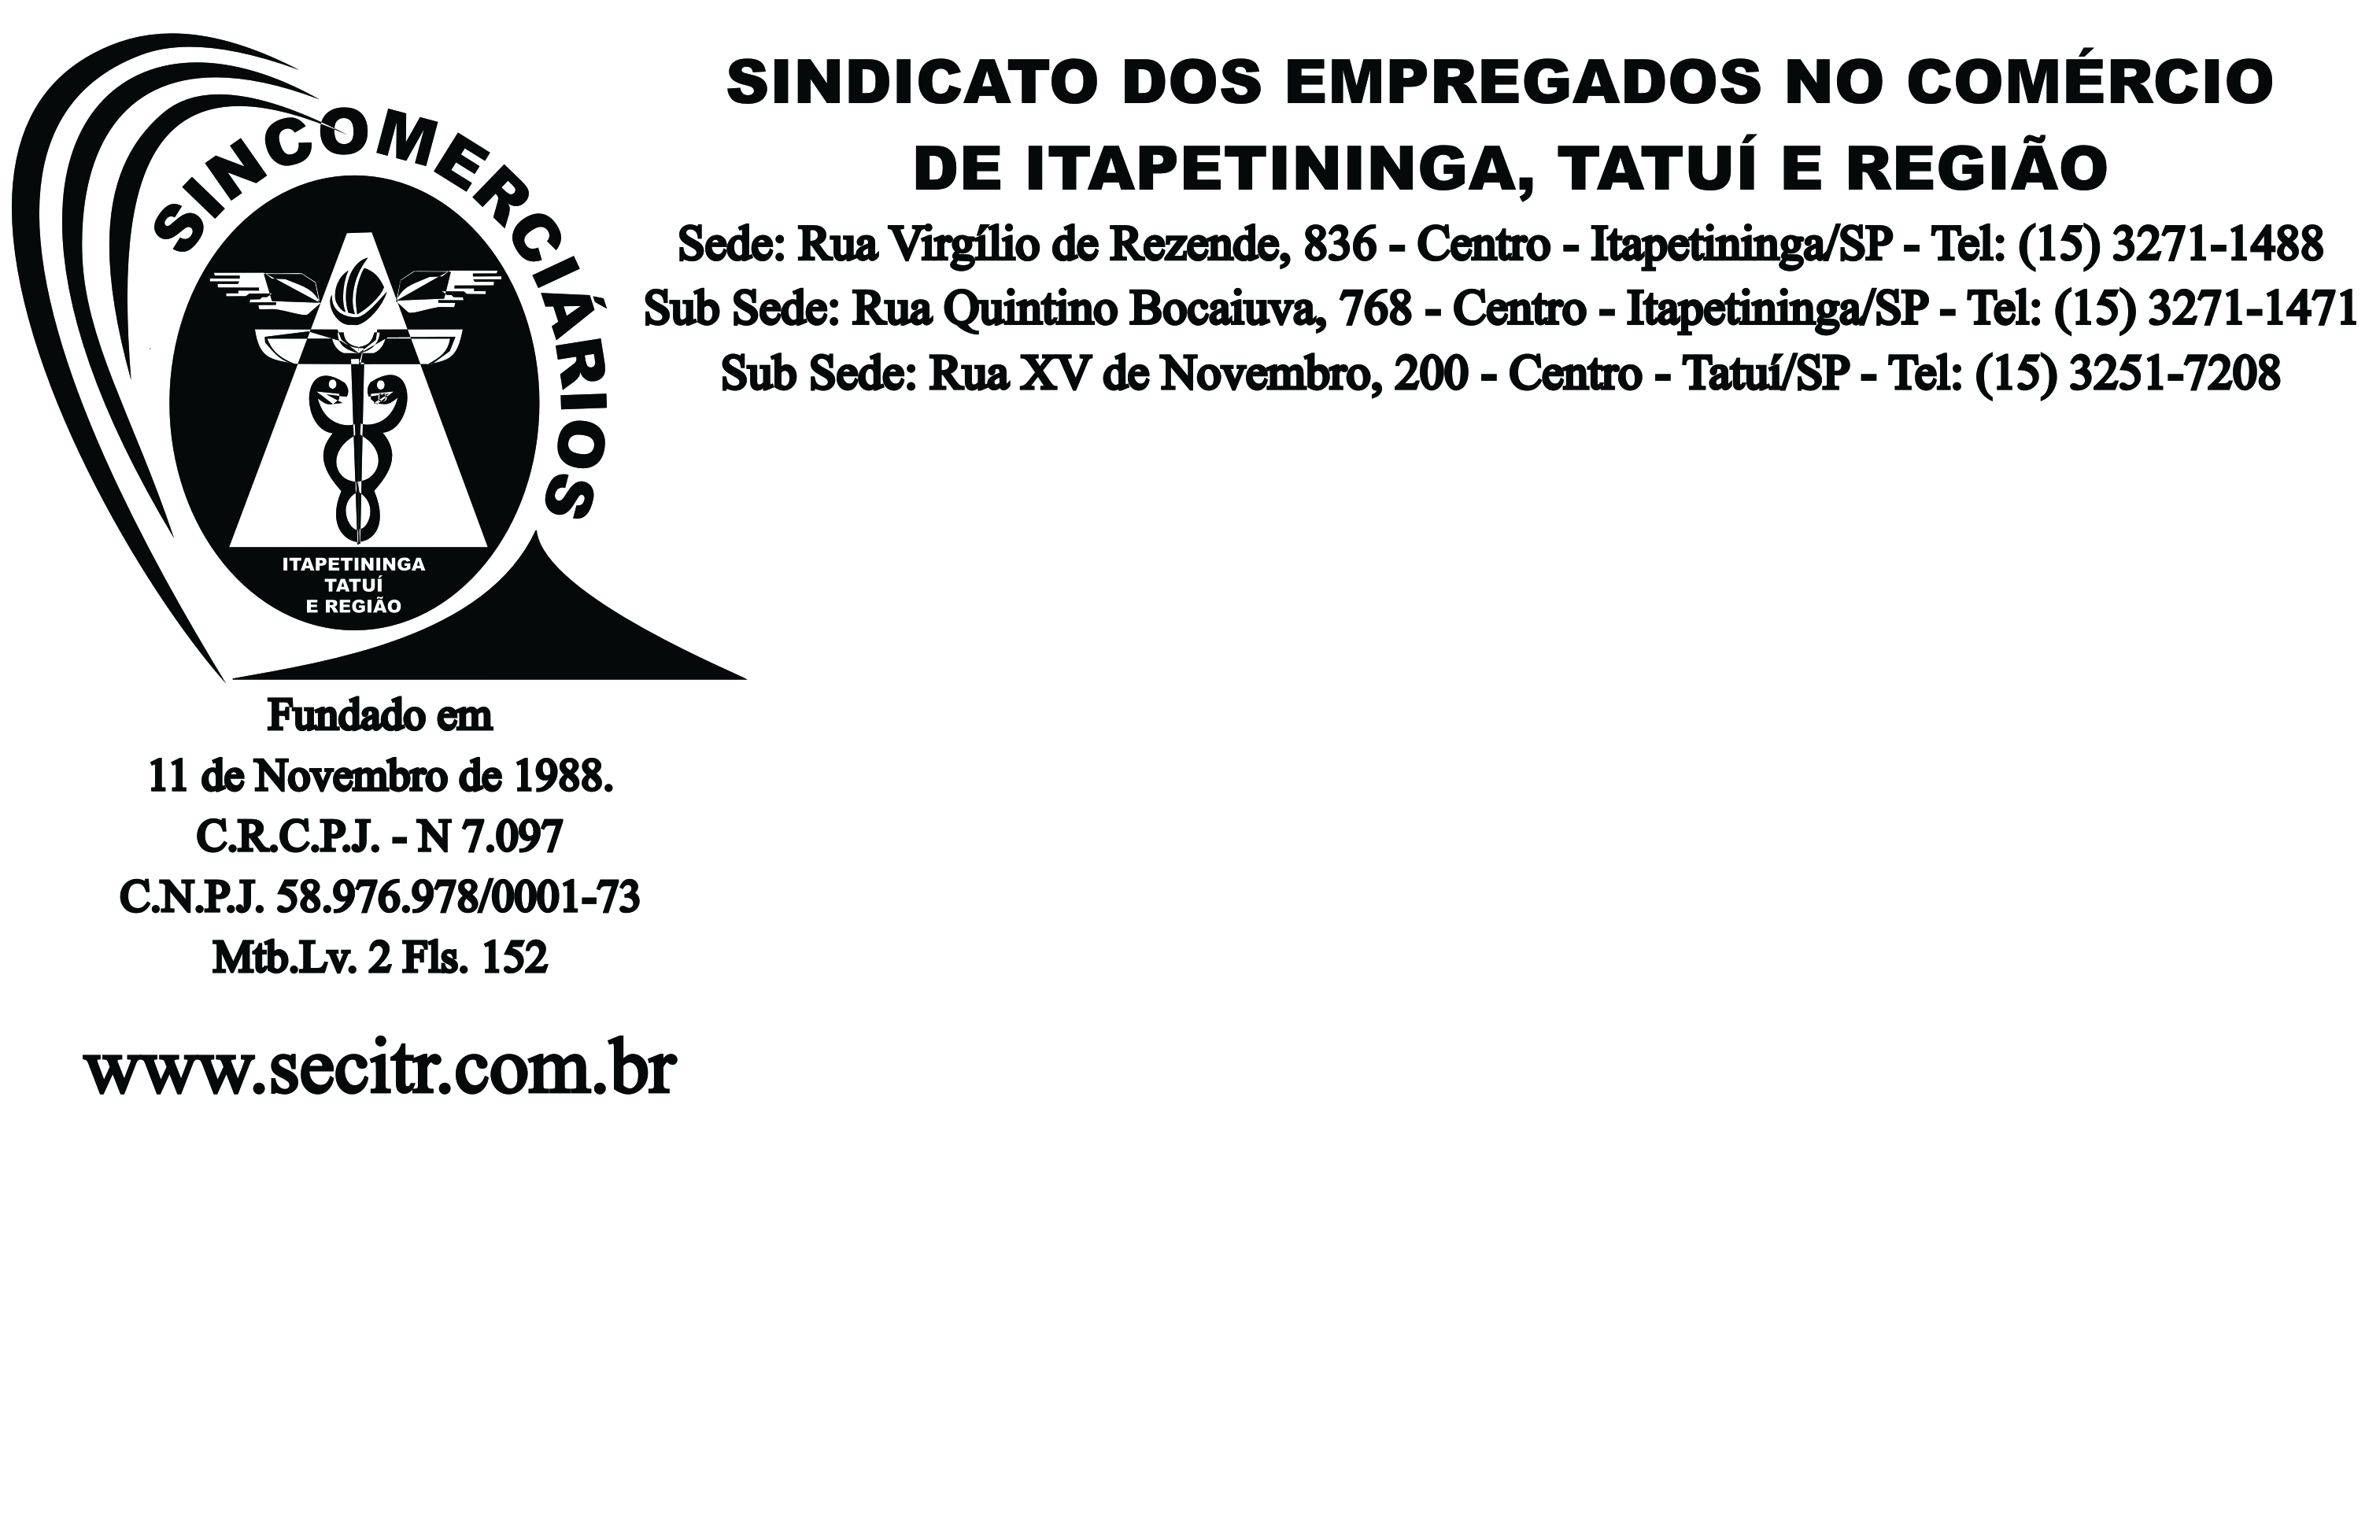 SINCOMERCIÁRIOS
ITAPETININGA
TATUÍ
E REGIÃO
SINDICATO DOS EMPREGADOS NO COMÉRCIO
DE ITAPETININGA, TATUÍ E REGIÃO
Sede: Rua Virgílio de Rezende, 836 - Centro - Itapetininga/SP - Tel: (15) 3271-1488
Sub Sede: Rua Quintino Bocaiuva, 768 - Centro - Itapetininga/SP - Tel: (15) 3271-1471
Sub Sede: Rua XV de Novembro, 200 - Centro - Tatuí/SP - Tel: (15) 3251-7208
Fundado em
11 de Novembro de 1988.
C.R.C.P.J. - N 7.097
C.N.P.J. 58.976.978/0001-73
Mtb.Lv. 2 Fls. 152
www.secitr.com.br